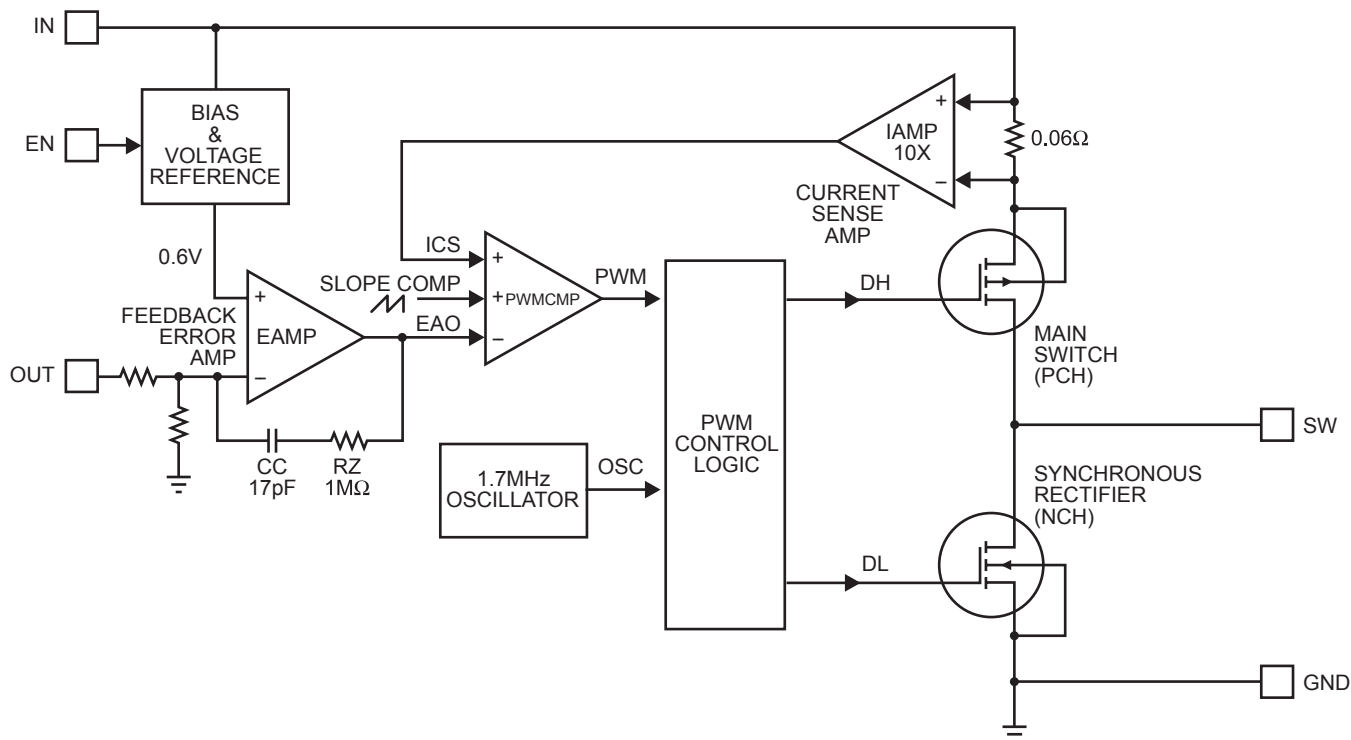 IN
BIAS
&
VOLTAGE
REFERENCE
EN
+
IAMP
10X
–
0.06Ω
CURRENT
SENSE
AMP
0.6V
ICS
+
SLOPE COMP
+
PWMCMP
EAO
–
PWM
DH
MAIN
SWITCH
(PCH)
FEEDBACK
ERROR
AMP
+
EAMP
–
OUT
CC
17pF
RZ
1MΩ
1.7MHz
OSCILLATOR
OSC
PWM
CONTROL
LOGIC
SW
SYNCHRONOUS
RECTIFIER
(NCH)
DL
GND